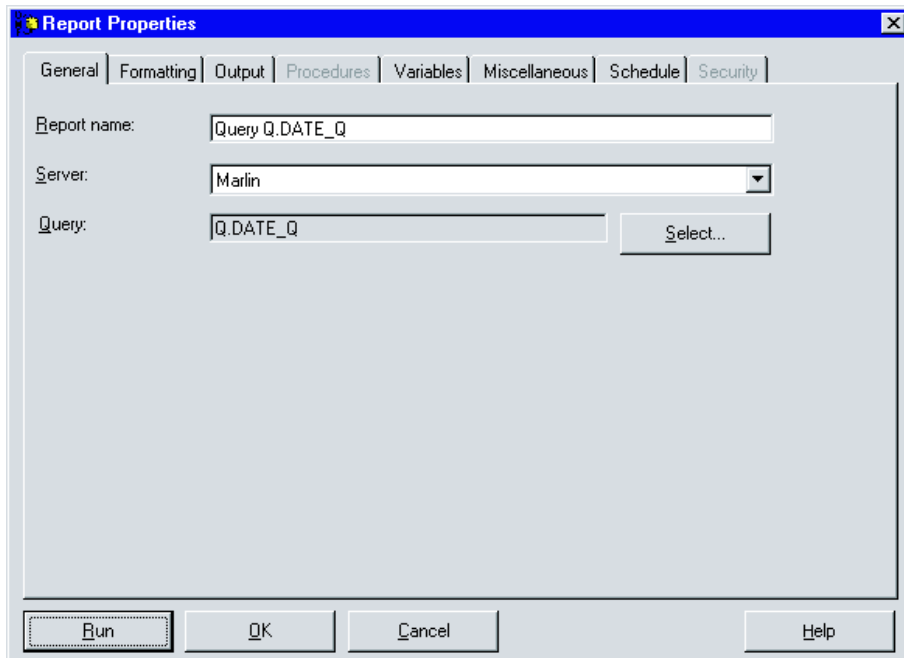 Report Properties
General Formatting Output Procedures Variables Miscellaneous Schedule Security
Report name: Query Q.DATE_Q
Server: Marlin
Query: Q.DATE_Q Select...
Run OK Cancel Help